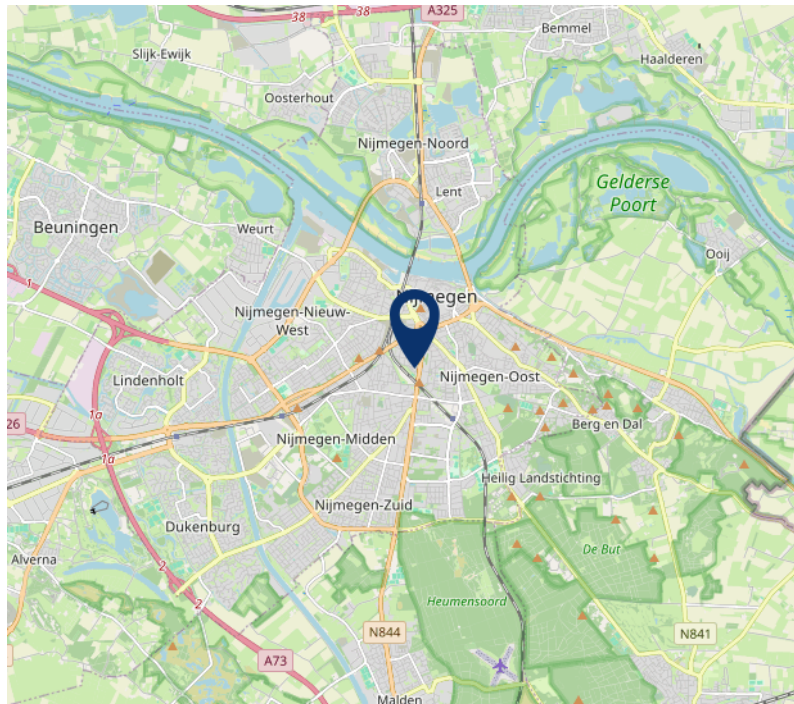 A325
38
38
Bemmel
Slijk-Ewijk
Haalderen
Oosterhout
Nijmegen-Noord
Gelderse
Poort
Lent
Beuningen
Weurt
Ooij
1
Nijmegen
Nijmegen-Nieuw-
West
Lindenholt
Nijmegen-Oost
1a
26
Berg en Dal
Nijmegen-Midden
1a
Heilig Landstichting
Nijmegen-Zuid
Dukenburg
De But
Alverna
2
Heumensoord
2
N844
N841
A73
Malden